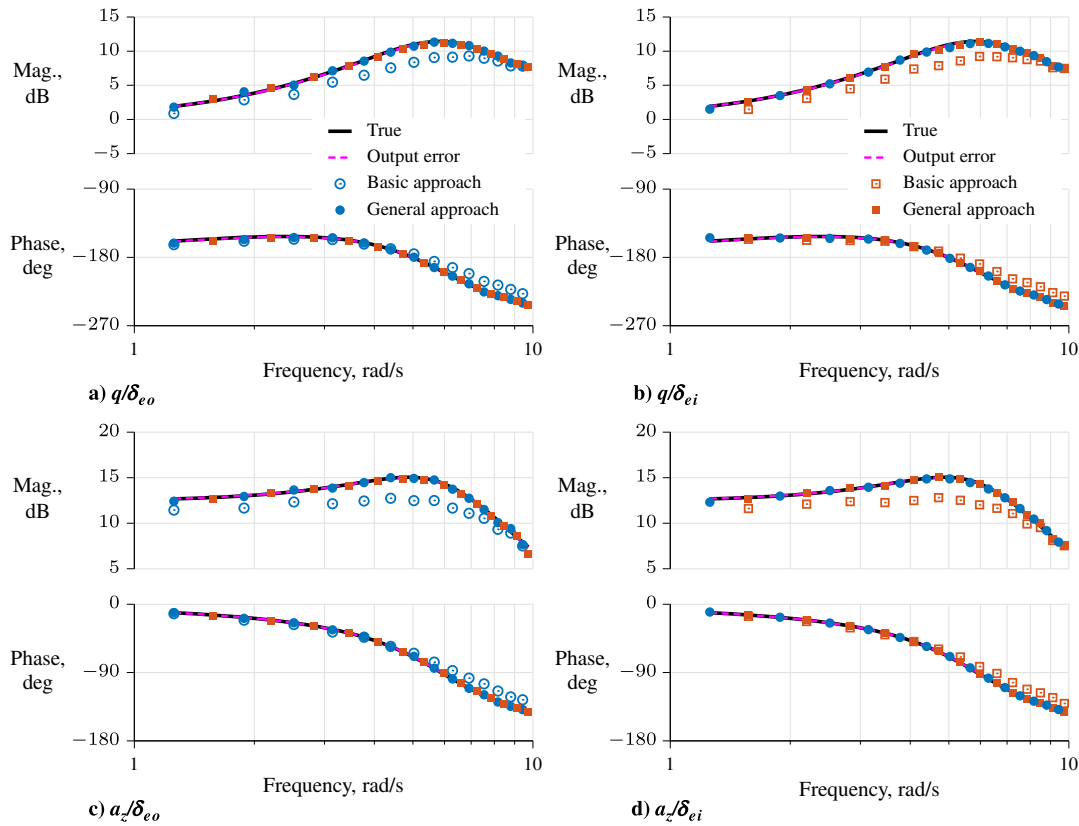 15
10
5
0
−5
Mag.,
dB
True
Output error
Basic approach
General approach
−90
−180
−270
Phase,
deg
1
10
Frequency, rad/s
a) q/δeo
15
10
5
0
−5
Mag.,
dB
True
Output error
Basic approach
General approach
−90
−180
−270
Phase,
deg
1
10
Frequency, rad/s
b) q/δei
20
15
10
5
Mag.,
dB
0
−90
−180
Phase,
deg
1
10
Frequency, rad/s
c) az/δeo
20
15
10
5
Mag.,
dB
0
−90
−180
Phase,
deg
1
10
Frequency, rad/s
d) az/δei